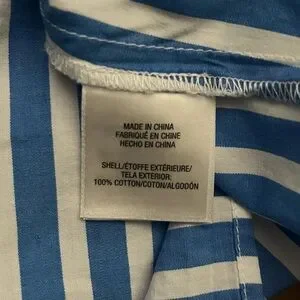 MADE IN CHINA
FABRIQUÉ EN CHINE
HECHO EN CHINA
SHELL/ÉTOFFE EXTÉRIEURE/
TELA EXTERIOR:
100% COTTON/COTON/ALGODÓN